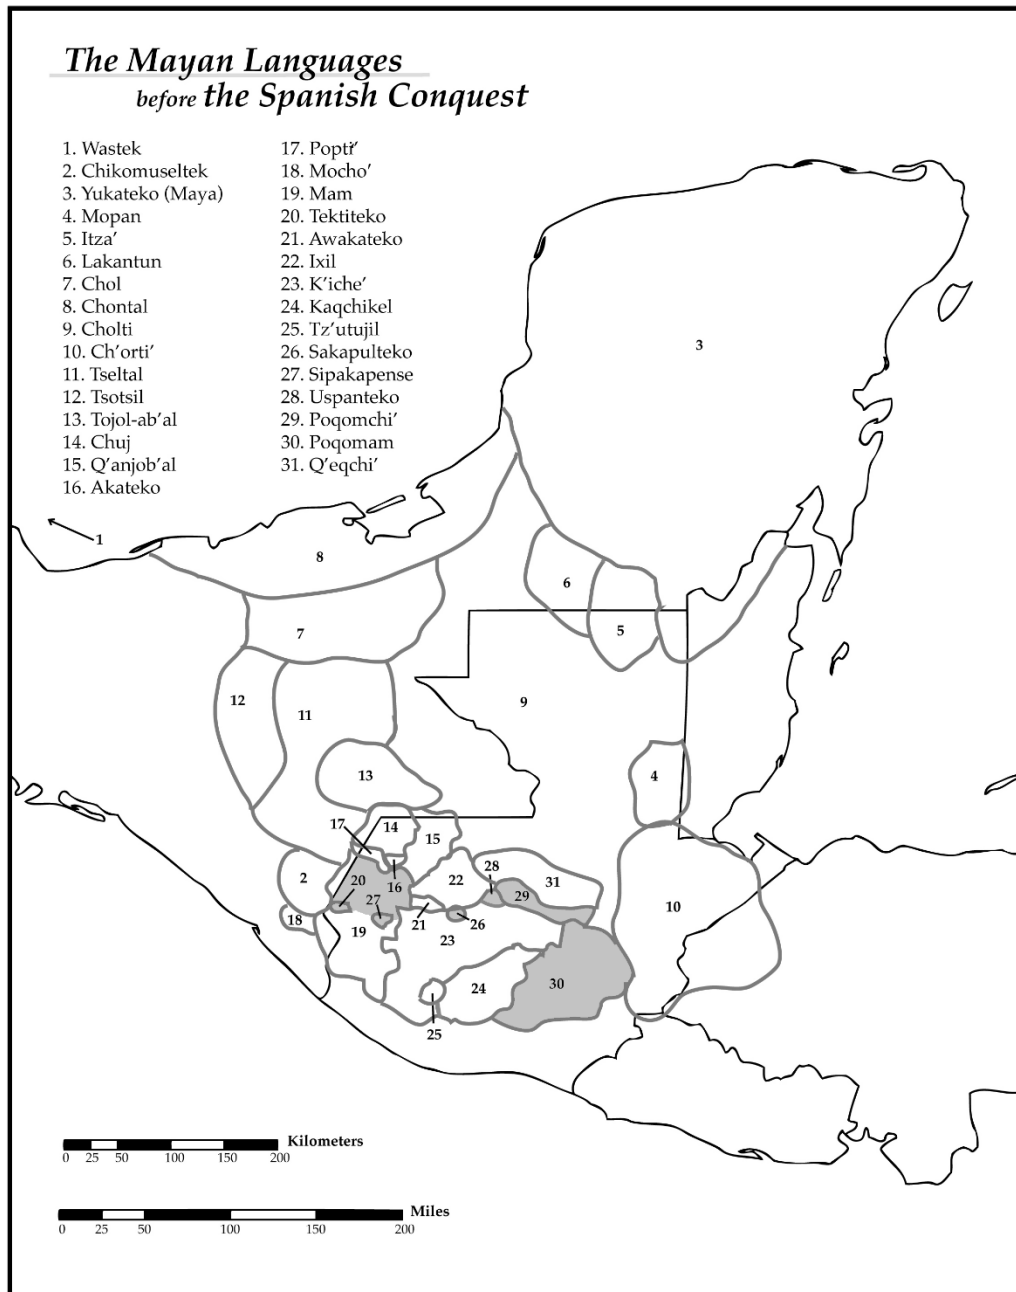 The Mayan Languages
before the Spanish Conquest
1. Wastek
2. Chikomuseltek
3. Yukateko (Maya)
4. Mopan
5. Itza’
6. Lakantun
7. Chol
8. Chontal
9. Cholti
10. Ch’orti’
11. Tseltal
12. Tsotsil
13. Tojol-ab’al
14. Chuj
15. Q’anjob’al
16. Akateko
17. Popti’
18. Mocho’
19. Mam
20. Tektiteko
21. Awakateko
22. Ixil
23. K’iche’
24. Kaqchikel
25. Tz’utujil
26. Sakapulteko
27. Sipakapense
28. Uspanteko
29. Poqomchi’
30. Poqomam
31. Q’eqchi’
3
1
8
6
5
7
12
11
9
13
4
17
14
15
2
20
16
22
28
29
31
27
18
19
21
26
23
10
24
30
25
Kilometers
0 25 50 100 150 200
Miles
0 25 50 100 150 200